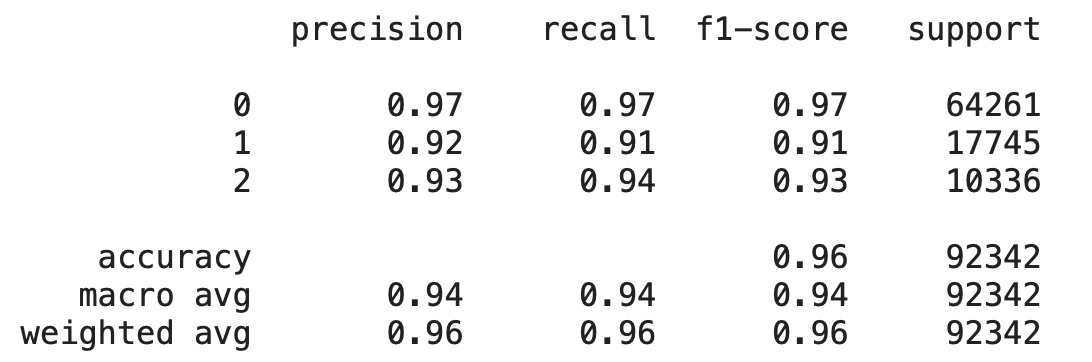 precision recall f1-score support
0 0.97 0.97 0.97 64261
1 0.92 0.91 0.91 17745
2 0.93 0.94 0.93 10336
accuracy 0.96 92342
macro avg 0.94 0.94 0.94 92342
weighted avg 0.96 0.96 0.96 92342